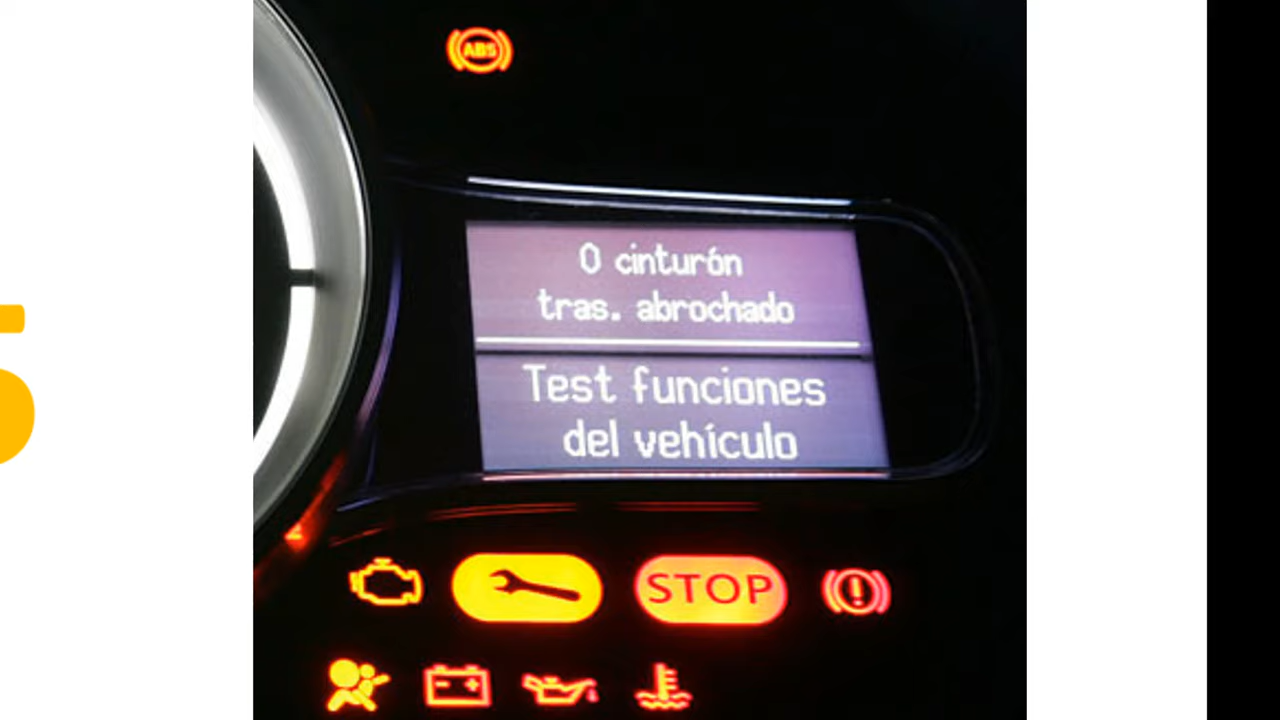 ABS
0 cinturón
tras. abrochado
Test funciones
del vehículo
STOP